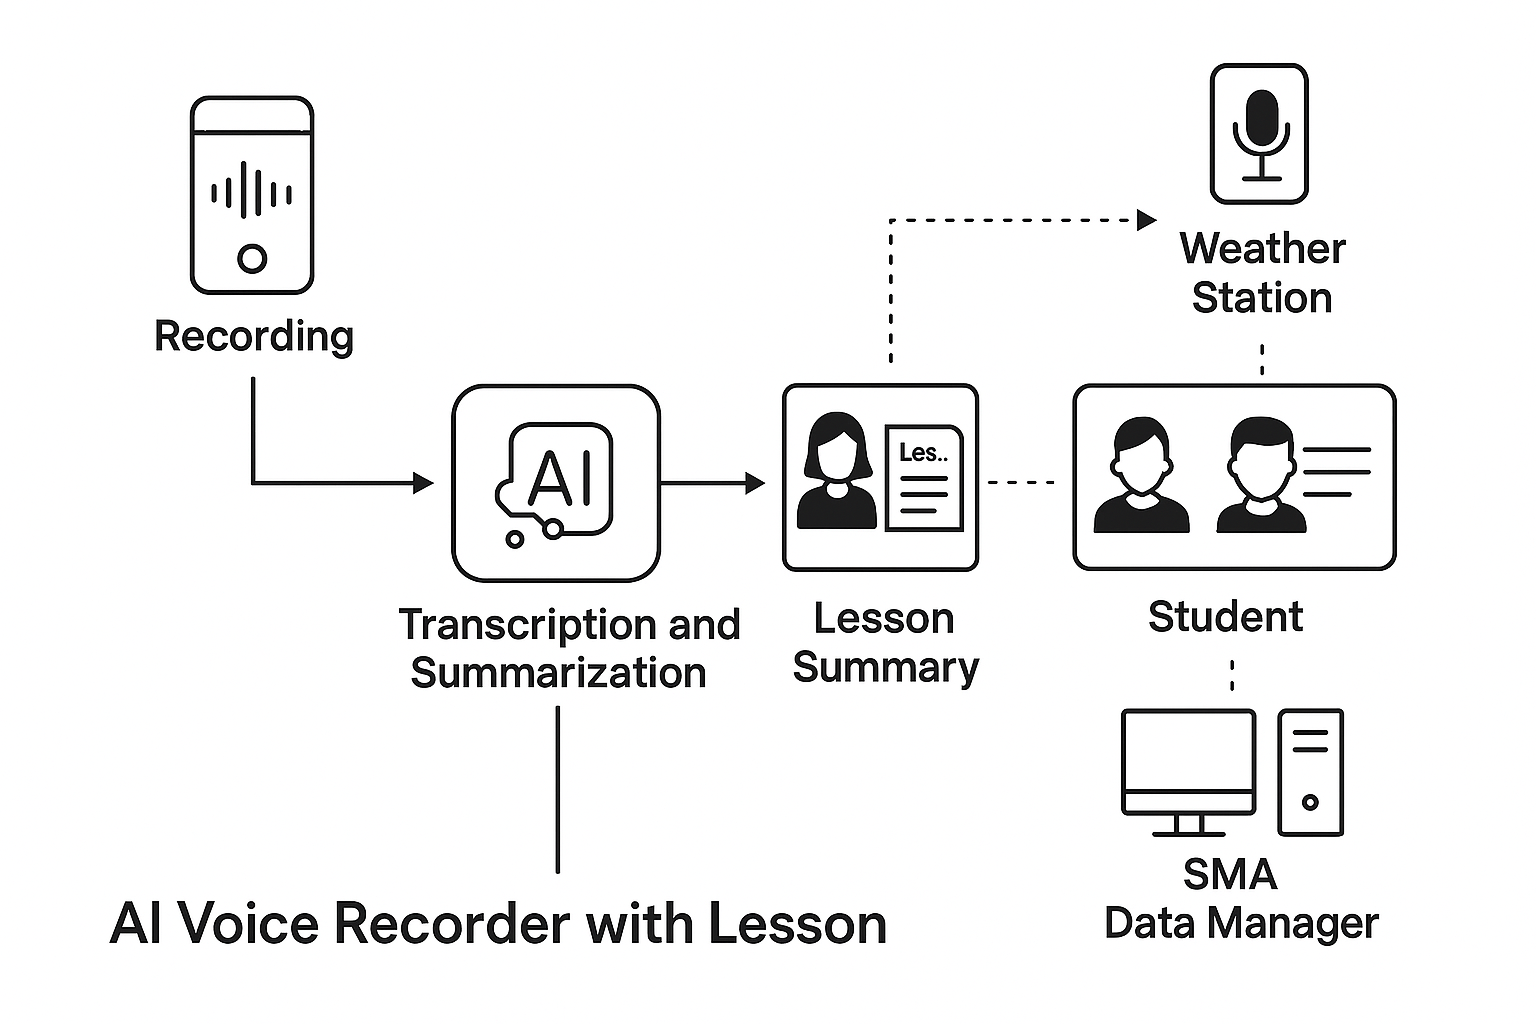 Recording
AI
Transcription and
Summarization
Les..
Lesson
Summary
Weather
Station
Student
SMA
Data Manager
AI Voice Recorder with Lesson